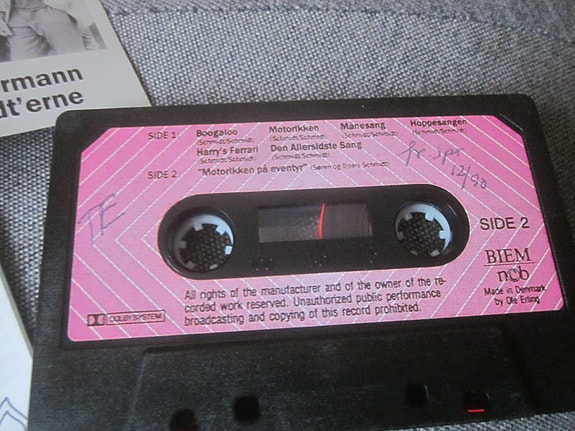 rmann
dt'erne
SIDE 1 Boogaloo Motorikken Månesang Hoppesangen
(Schmidt/Schmidt) (Schmidt/Schmidt) (Schmidt/Schmidt) (Schmidt/Schmidt)
Harry's Ferrari Den Allersidste Sang
(Schmidt/Schmidt) (Schmidt/Schmidt)
SIDE 2 "Motorikken på eventyr" (Søren og Troels Schmidt)
12/90
TE
SIDE 2
BIEM
ncb
Made in Denmark
by Ole Erling
All rights of the manufacturer and of the owner of the re-
corded work reserved. Unauthorized public performance
broadcasting and copying of this record prohibited.
DOLBY SYSTEM